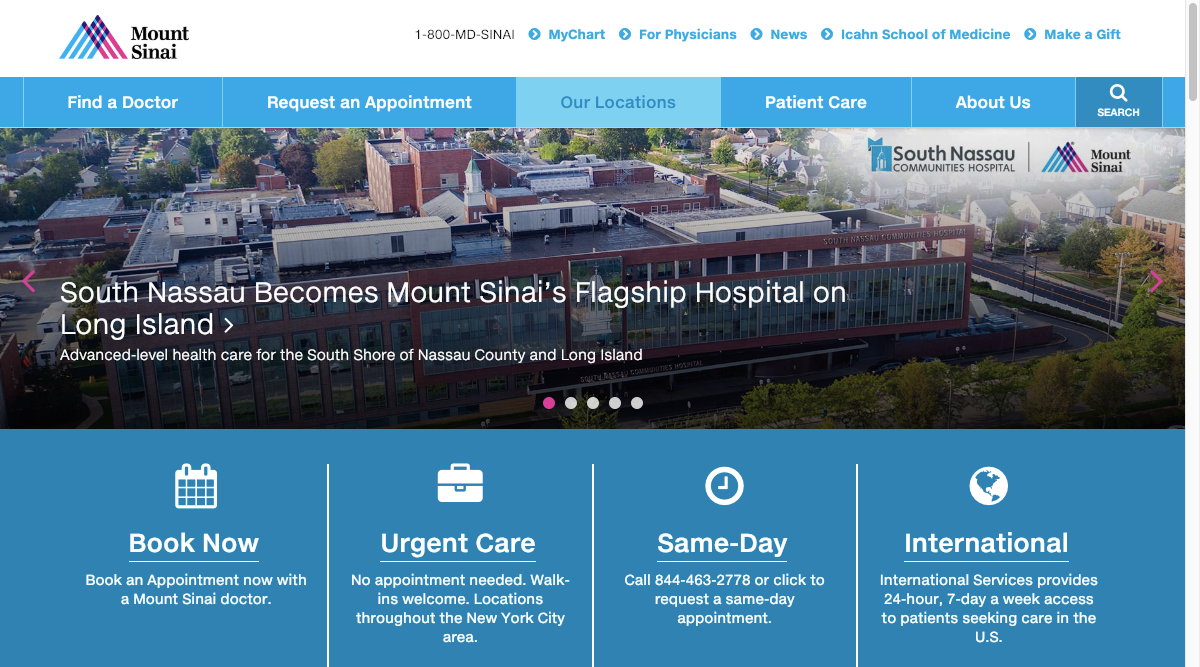 Mount
Sinai
1-800-MD-SINAI MyChart For Physicians News Icahn School of Medicine Make a Gift
Find a Doctor Request an Appointment Our Locations Patient Care About Us SEARCH
South Nassau
COMMUNITIES HOSPITAL
Mount
Sinai
SOUTH NASSAU COMMUNITIES HOSPITAL
South Nassau Becomes Mount Sinai’s Flagship Hospital on
Long Island
Advanced-level health care for the South Shore of Nassau County and Long Island
SOUTH NASSAU COMMUNITIES HOSPITAL
Book Now
Book an Appointment now with
a Mount Sinai doctor.
Urgent Care
No appointment needed. Walk-
ins welcome. Locations
throughout the New York City
area.
Same-Day
Call 844-463-2778 or click to
request a same-day
appointment.
International
International Services provides
24-hour, 7-day a week access
to patients seeking care in the
U.S.